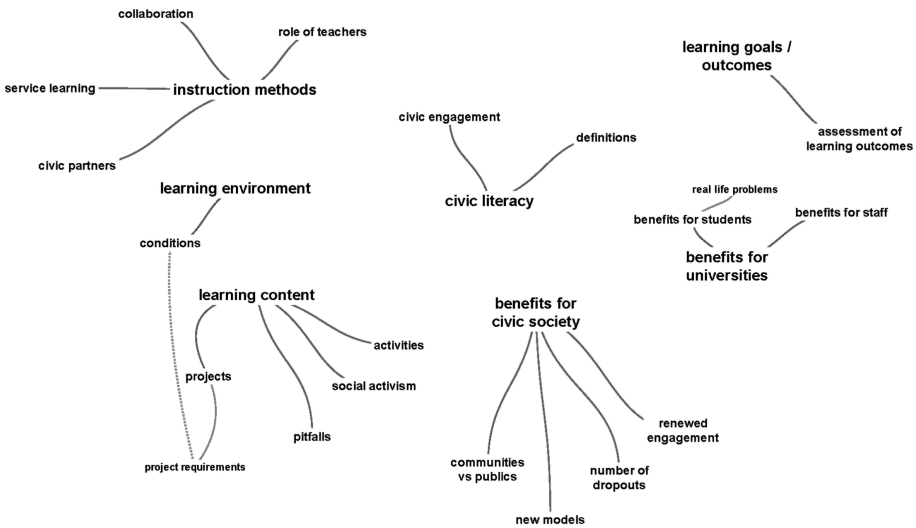 collaboration
role of teachers
service learning
instruction methods
civic partners
learning environment
conditions
learning content
activities
projects
social activism
pitfalls
project requirements
civic engagement
definitions
civic literacy
learning goals /
outcomes
assessment of
learning outcomes
real life problems
benefits for students
benefits for staff
benefits for
universities
benefits for
civic society
renewed
engagement
communities
vs publics
number of
dropouts
new models